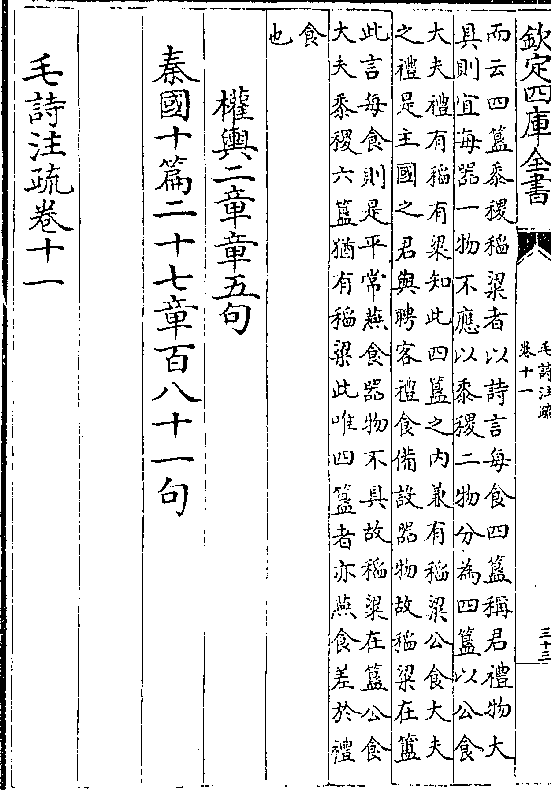 欽定四庫全書
毛詩注疏
卷十一
三十三
而云四簋黍稷稻粱者以詩言每食四簋稱君禮物大
具則宜每器一物不應以黍稷二物分為四簋以公食
大夫禮有稻有梁知此四簋之内兼有稻粱公食大夫
之禮是主國之君與聘客禮食備設器物故稻梁在簠
此言每食則是平常燕食器物不具故稻粱在簋公食
大夫黍稷六簋猶有稻粱此唯四簋者亦燕食差於禮
食也
權輿二章章五句
秦國十篇二十七章百八十一句
毛詩注疏卷十一